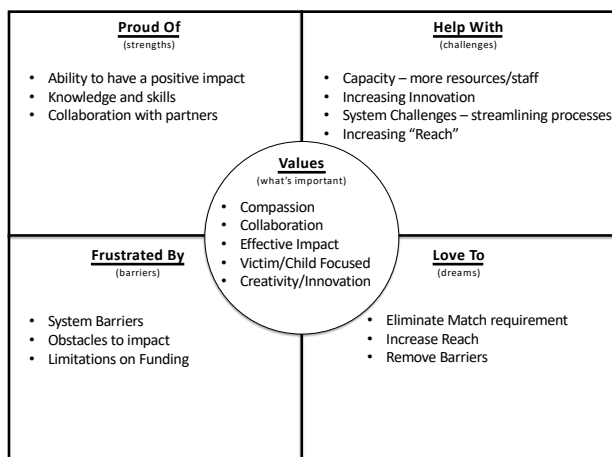 Proud Of
(strengths)
• Ability to have a positive impact
• Knowledge and skills
• Collaboration with partners
Help With
(challenges)
• Capacity – more resources/staff
• Increasing Innovation
• System Challenges – streamlining processes
• Increasing “Reach”
Values
(what’s important)
• Compassion
• Collaboration
• Effective Impact
• Victim/Child Focused
• Creativity/Innovation
Frustrated By
(barriers)
• System Barriers
• Obstacles to impact
• Limitations on Funding
Love To
(dreams)
• Eliminate Match requirement
• Increase Reach
• Remove Barriers